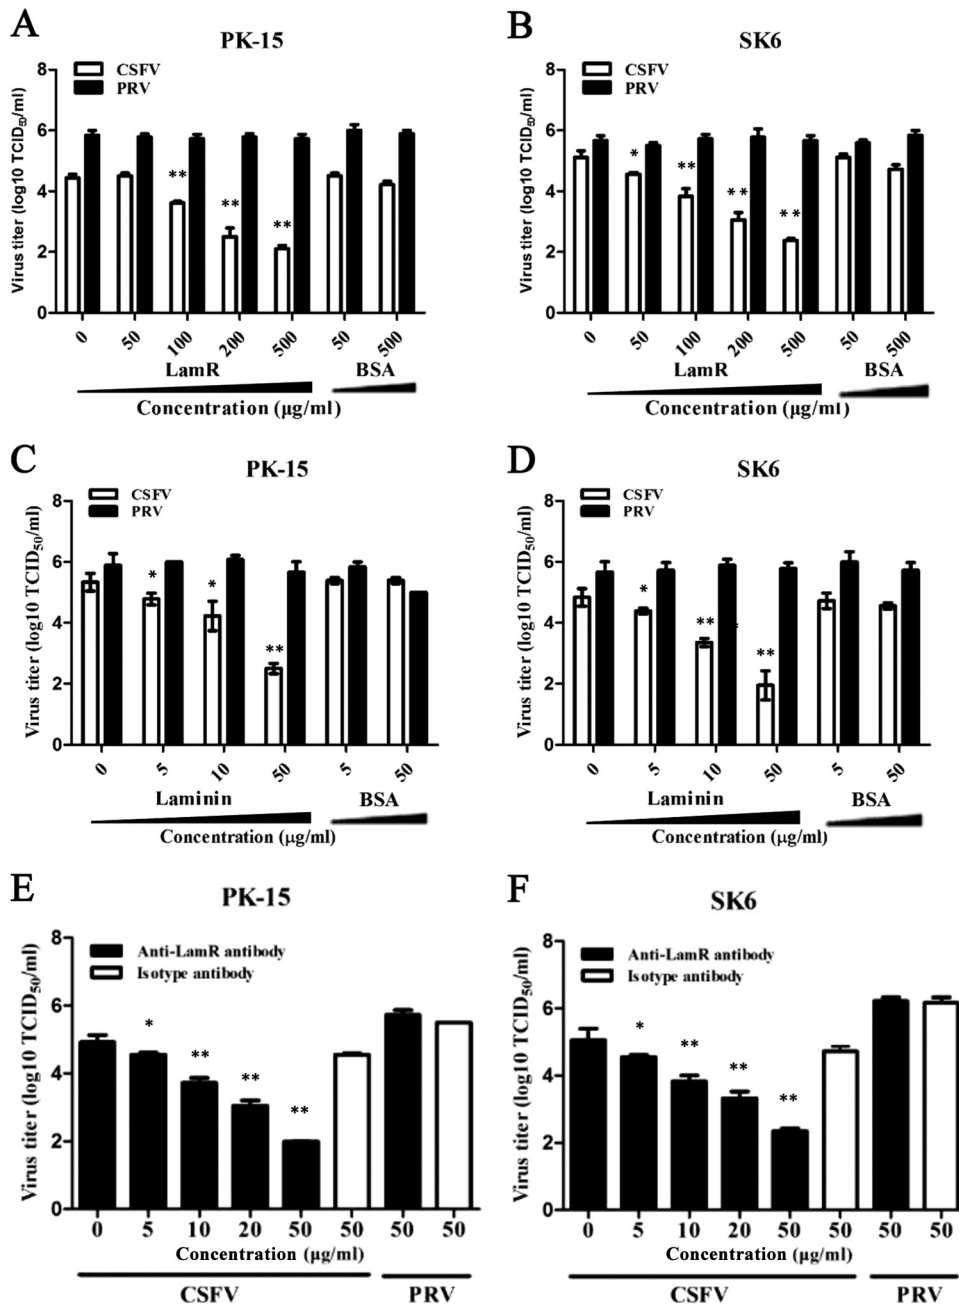 A
PK-15
CSFV
PRV
Virus titer (log10 TCID50/ml)
8
6
4
2
0
**
**
**
0 50 100 200 500 50 500
LamR BSA
Concentration (µg/ml)
B
SK6
CSFV
PRV
Virus titer (log10 TCID50/ml)
8
6
4
2
0
*
**
**
**
0 50 100 200 500 50 500
LamR BSA
Concentration (µg/ml)
C
PK-15
CSFV
PRV
Virus titer (log10 TCID50/ml)
8
6
4
2
0
*
*
**
0 5 10 50 5 50
Laminin BSA
Concentration (µg/ml)
D
SK6
CSFV
PRV
Virus titer (log10 TCID50/ml)
8
6
4
2
0
*
**
**
0 5 10 50 5 50
Laminin BSA
Concentration (µg/ml)
E
PK-15
Anti-LamR antibody
Isotype antibody
Virus titer (log10 TCID50/ml)
8
6
4
2
0
*
**
**
**
0 5 10 20 50 50 50 50
Concentration (µg/ml)
CSFV PRV
F
SK6
Anti-LamR antibody
Isotype antibody
Virus titer (log10 TCID50/ml)
8
6
4
2
0
*
**
**
**
0 5 10 20 50 50 50 50
Concentration (µg/ml)
CSFV PRV